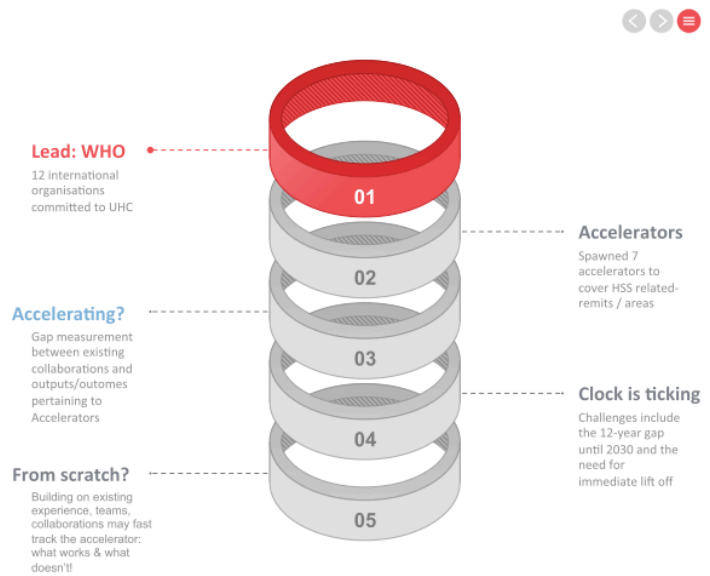 Lead: WHO
12 international
organisations
committed to UHC
01
Accelerators
Spawned 7
accelerators to
cover HSS related-
remits / areas
02
Accelerating?
Gap measurement
between existing
collaborations and
outputs/outomes
pertaining to
Accelerators
03
Clock is ticking
Challenges include
the 12-year gap
until 2030 and the
need for
immediate lift off
04
From scratch?
Building on existing
experience, teams,
collaborations may fast
track the accelerator:
what works & what
doesn't!
05